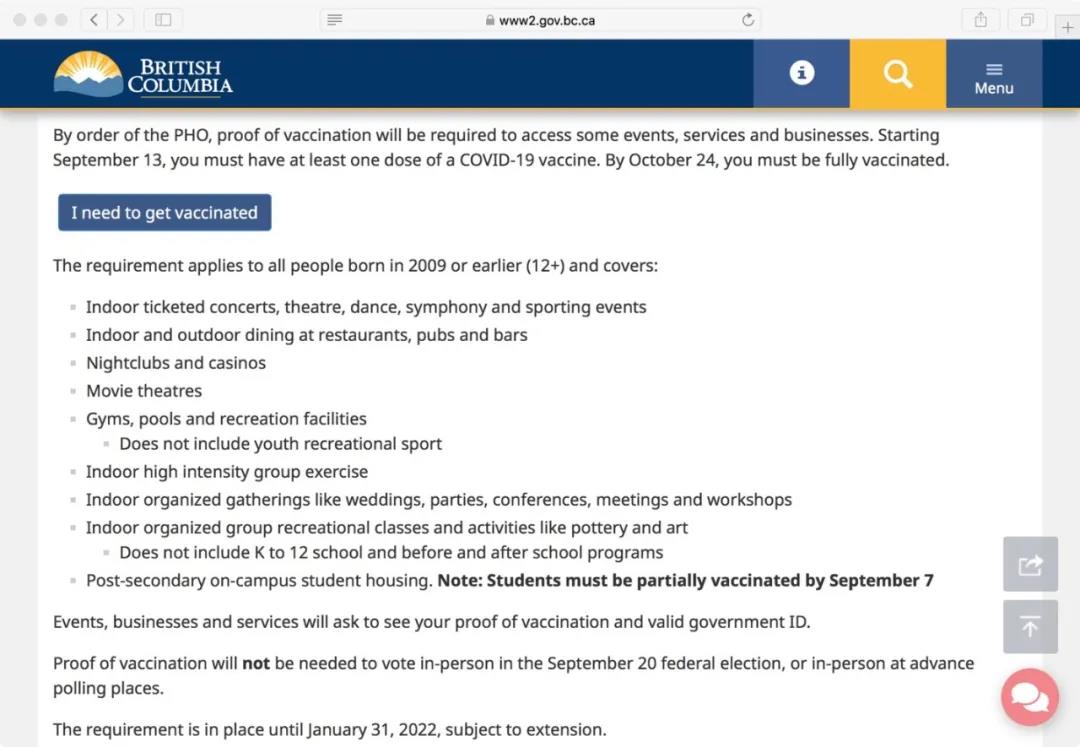 www2.gov.bc.ca
BRITISH
COLUMBIA
Menu
By order of the PHO, proof of vaccination will be required to access some events, services and businesses. Starting
September 13, you must have at least one dose of a COVID-19 vaccine. By October 24, you must be fully vaccinated.
I need to get vaccinated
The requirement applies to all people born in 2009 or earlier (12+) and covers:
Indoor ticketed concerts, theatre, dance, symphony and sporting events
Indoor and outdoor dining at restaurants, pubs and bars
Nightclubs and casinos
Movie theatres
Gyms, pools and recreation facilities
Does not include youth recreational sport
Indoor high intensity group exercise
Indoor organized gatherings like weddings, parties, conferences, meetings and workshops
Indoor organized group recreational classes and activities like pottery and art
Does not include K to 12 school and before and after school programs
Post-secondary on-campus student housing. Note: Students must be partially vaccinated by September 7
Events, businesses and services will ask to see your proof of vaccination and valid government ID.
Proof of vaccination will not be needed to vote in-person in the September 20 federal election, or in-person at advance
polling places.
The requirement is in place until January 31, 2022, subject to extension.